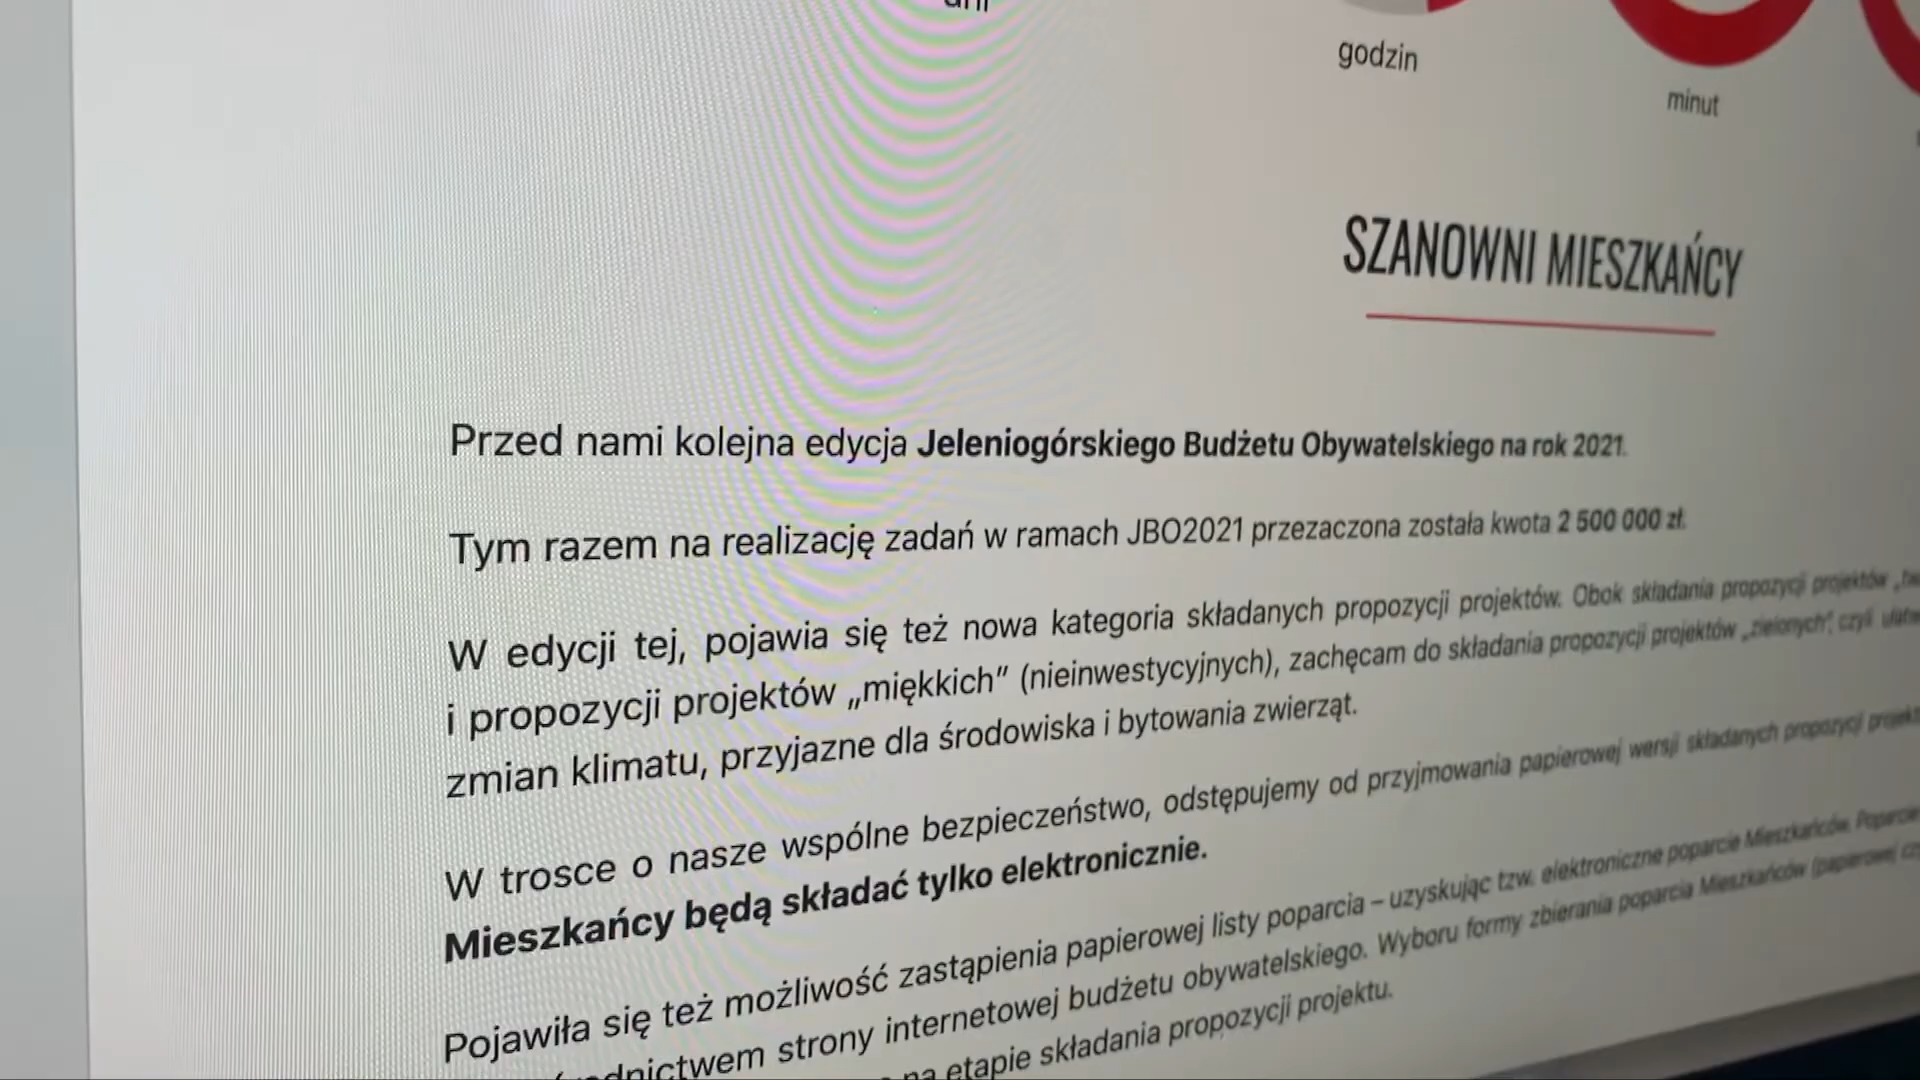 godzin
minut
SZANOWNI MIESZKAŃCY
Przed nami kolejna edycja Jeleniogórskiego Budżetu Obywatelskiego na rok 2021.
Tym razem na realizację zadań w ramach JBO2021 przezaczona została kwota 2 500 000 zł.
W edycji tej, pojawia się też nowa kategoria składanych propozycji projektów. Obok składania propozycji projektów
i propozycji projektów „miękkich” (nieinwestycyjnych), zachęcam do składania propozycji projektów „zielonych”, czyli
zmian klimatu, przyjazne dla środowiska i bytowania zwierząt.
W trosce o nasze wspólne bezpieczeństwo, odstępujemy od przyjmowania papierowej wersji składanych propozycji
Mieszkańcy będą składać tylko elektronicznie.
Pojawiła się też możliwość zastąpienia papierowej listy poparcia – uzyskując tzw. elektroniczne poparcie Mieszkańców. Poparcie
strony internetowej budżetu obywatelskiego. Wyboru formy zbierania poparcia Mieszkańców (papierowej
na etapie składania propozycji projektu.